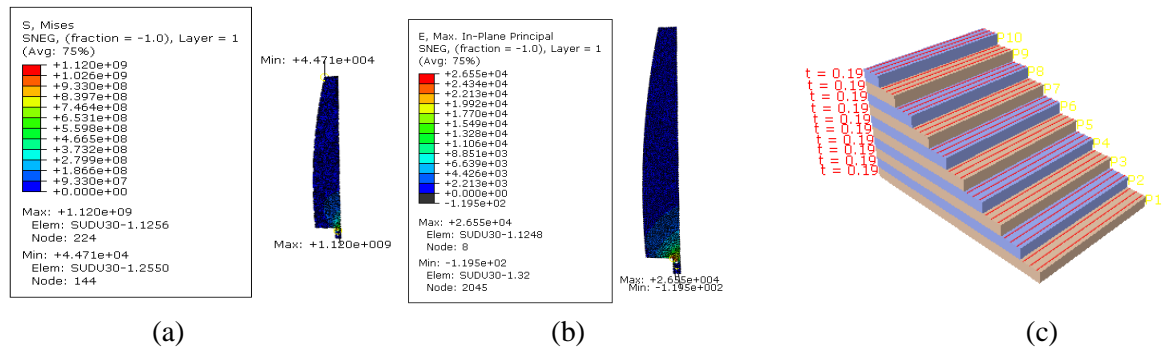 S, Mises
SNEG, (fraction = -1.0), Layer = 1
(Avg: 75%)
+1.120e+09
+1.026e+09
+9.330e+08
+8.397e+08
+7.464e+08
+6.531e+08
+5.598e+08
+4.665e+08
+3.732e+08
+2.799e+08
+1.866e+08
+9.330e+07
+0.000e+00
Max: +1.120e+09
Elem: SUDU30-1.1256
Node: 224
Min: +4.471e+04
Elem: SUDU30-1.2550
Node: 144
Min: +4.471e+004
Max: +1.120e+009
(a)
E, Max. In-Plane Principal
SNEG, (fraction = -1.0), Layer = 1
(Avg: 75%)
+2.655e+04
+2.434e+04
+2.213e+04
+1.992e+04
+1.770e+04
+1.549e+04
+1.328e+04
+1.106e+04
+8.851e+03
+6.639e+03
+4.426e+03
+2.213e+03
+0.000e+00
-1.195e+02
Max: +2.655e+04
Elem: SUDU30-1.1248
Node: 8
Min: -1.195e+02
Elem: SUDU30-1.32
Node: 2045
Max: +2.655e+004
Min: -1.195e+002
(b)
P10
P9
P8
P7
P6
P5
P4
P3
P2
P1
t = 0.19
t = 0.19
t = 0.19
t = 0.19
t = 0.19
t = 0.19
t = 0.19
t = 0.19
t = 0.19
t = 0.19
(c)